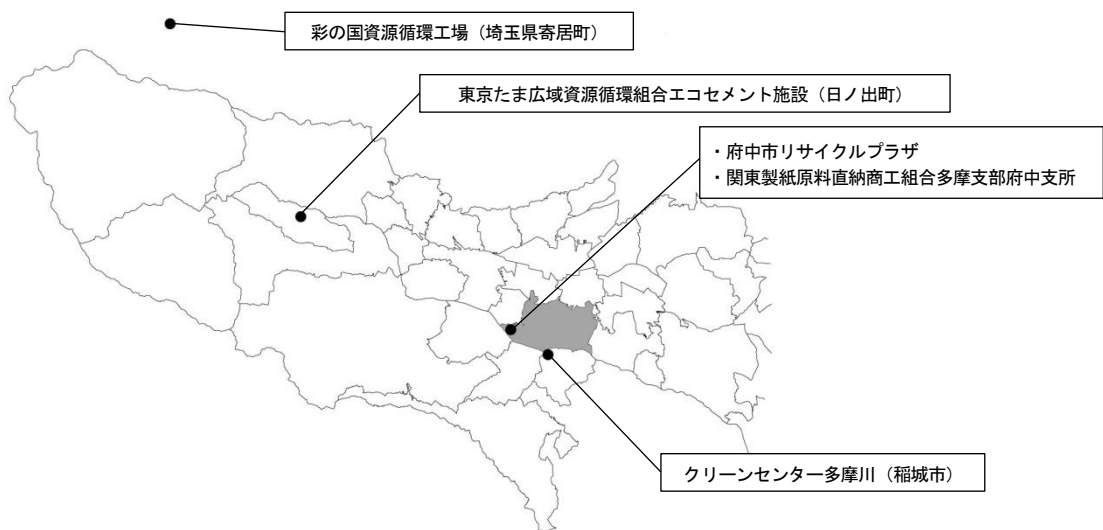 彩の国資源循環工場（埼玉県寄居町）
東京たま広域資源循環組合エコセメント施設（日ノ出町）
・府中市リサイクルプラザ
・関東製紙原料直納商工組合多摩支部府中支所
クリーンセンター多摩川（稲城市）